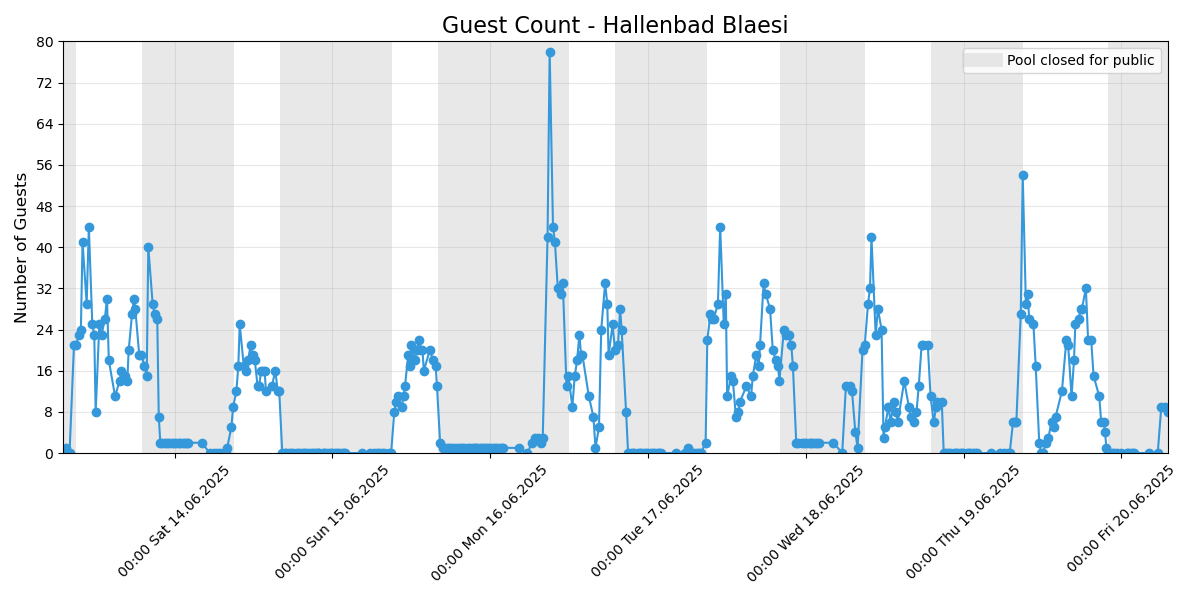 Guest Count - Hallenbad Blaesi
Pool closed for public
Number of Guests
80
72
64
56
48
40
32
24
16
8
0
00:00 Sat 14.06.2025
00:00 Sun 15.06.2025
00:00 Mon 16.06.2025
00:00 Tue 17.06.2025
00:00 Wed 18.06.2025
00:00 Thu 19.06.2025
00:00 Fri 20.06.2025